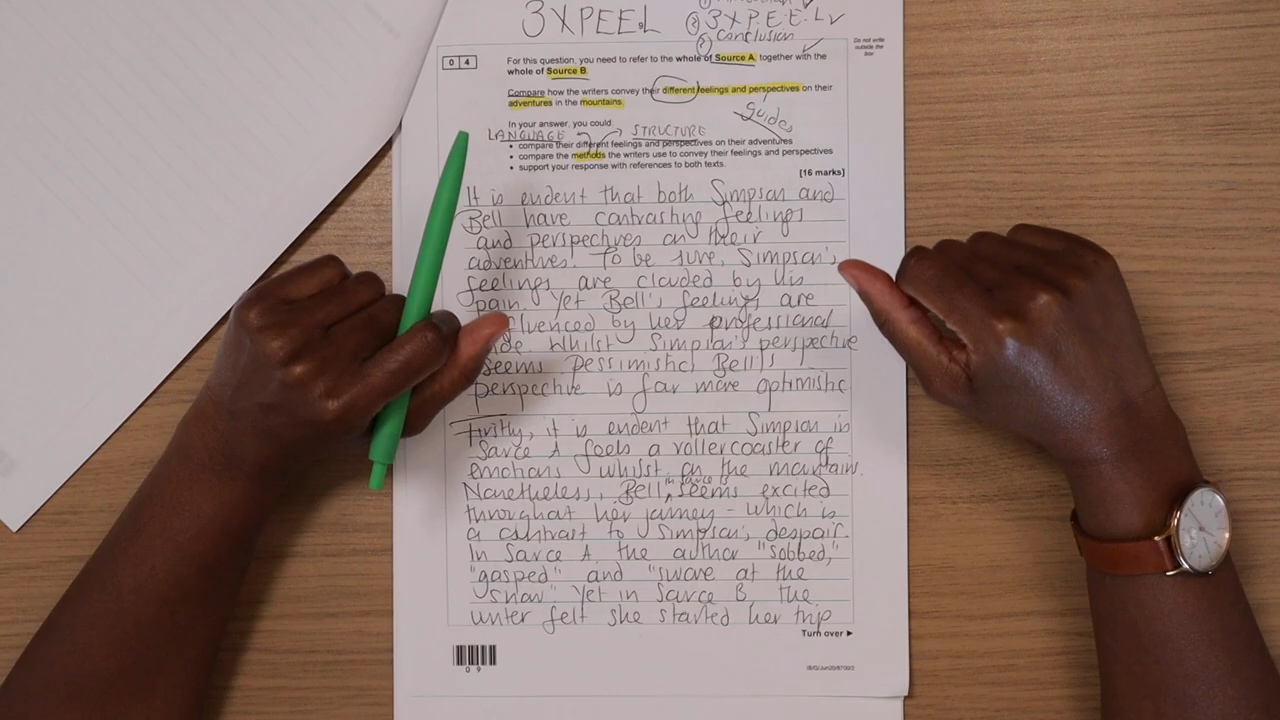 3XPEEL
② 3 X P.E.E.L ✓
Conclusion
Do not write
outside the
box
0 4
For this question, you need to refer to the whole of Source A, together with the
whole of Source B.
Compare how the writers convey their different feelings and perspectives on their
adventures in the mountains.
Guides
In your answer, you could:
LANGUAGE STRUCTURE
• compare their different feelings and perspectives on their adventures
• compare the methods the writers use to convey their feelings and perspectives
• support your response with references to both texts.
[16 marks]
It is evident that both Simpson and
Bell have contrasting feelings
and perspectives on their
adventures. To be sure, Simpson's
feelings are clouded by his
pain. Yet Bell's feelings are
by her professional
Whilst Simpson's perspective
seems pessimistic, Bell's
perspective is far more optimistic
Firstly, it is evident that Simpson in
Source A feels a rollercoaster of
emotions whilst on the mountain.
Nonetheless, Bell, in Source B seems excited
throughout her journey - which is
a contrast to Simpson's despair.
In Source A, the author "sobbed,"
"gasped" and "swore at the
snow". Yet in Source B, the
writer felt she started her trip
Turn over ►
0 9
IB/G/Jun20/8700/2